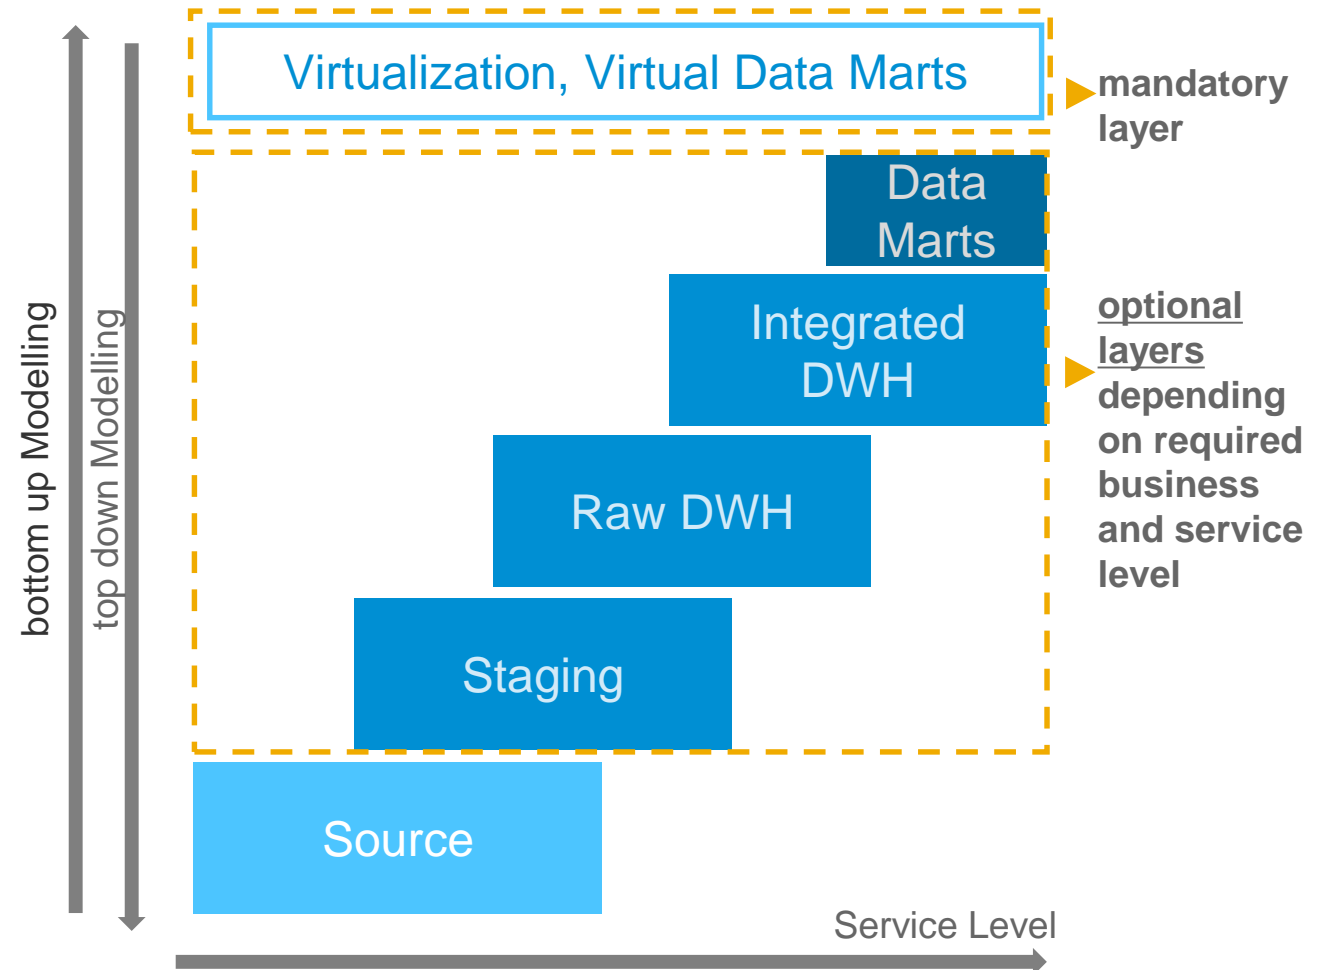 Virtualization, Virtual Data Marts
mandatory
layer
Data
Marts
Integrated
DWH
optional
layers
depending
on required
business
and service
level
bottom up Modelling
top down Modelling
Raw DWH
Staging
Source
Service Level